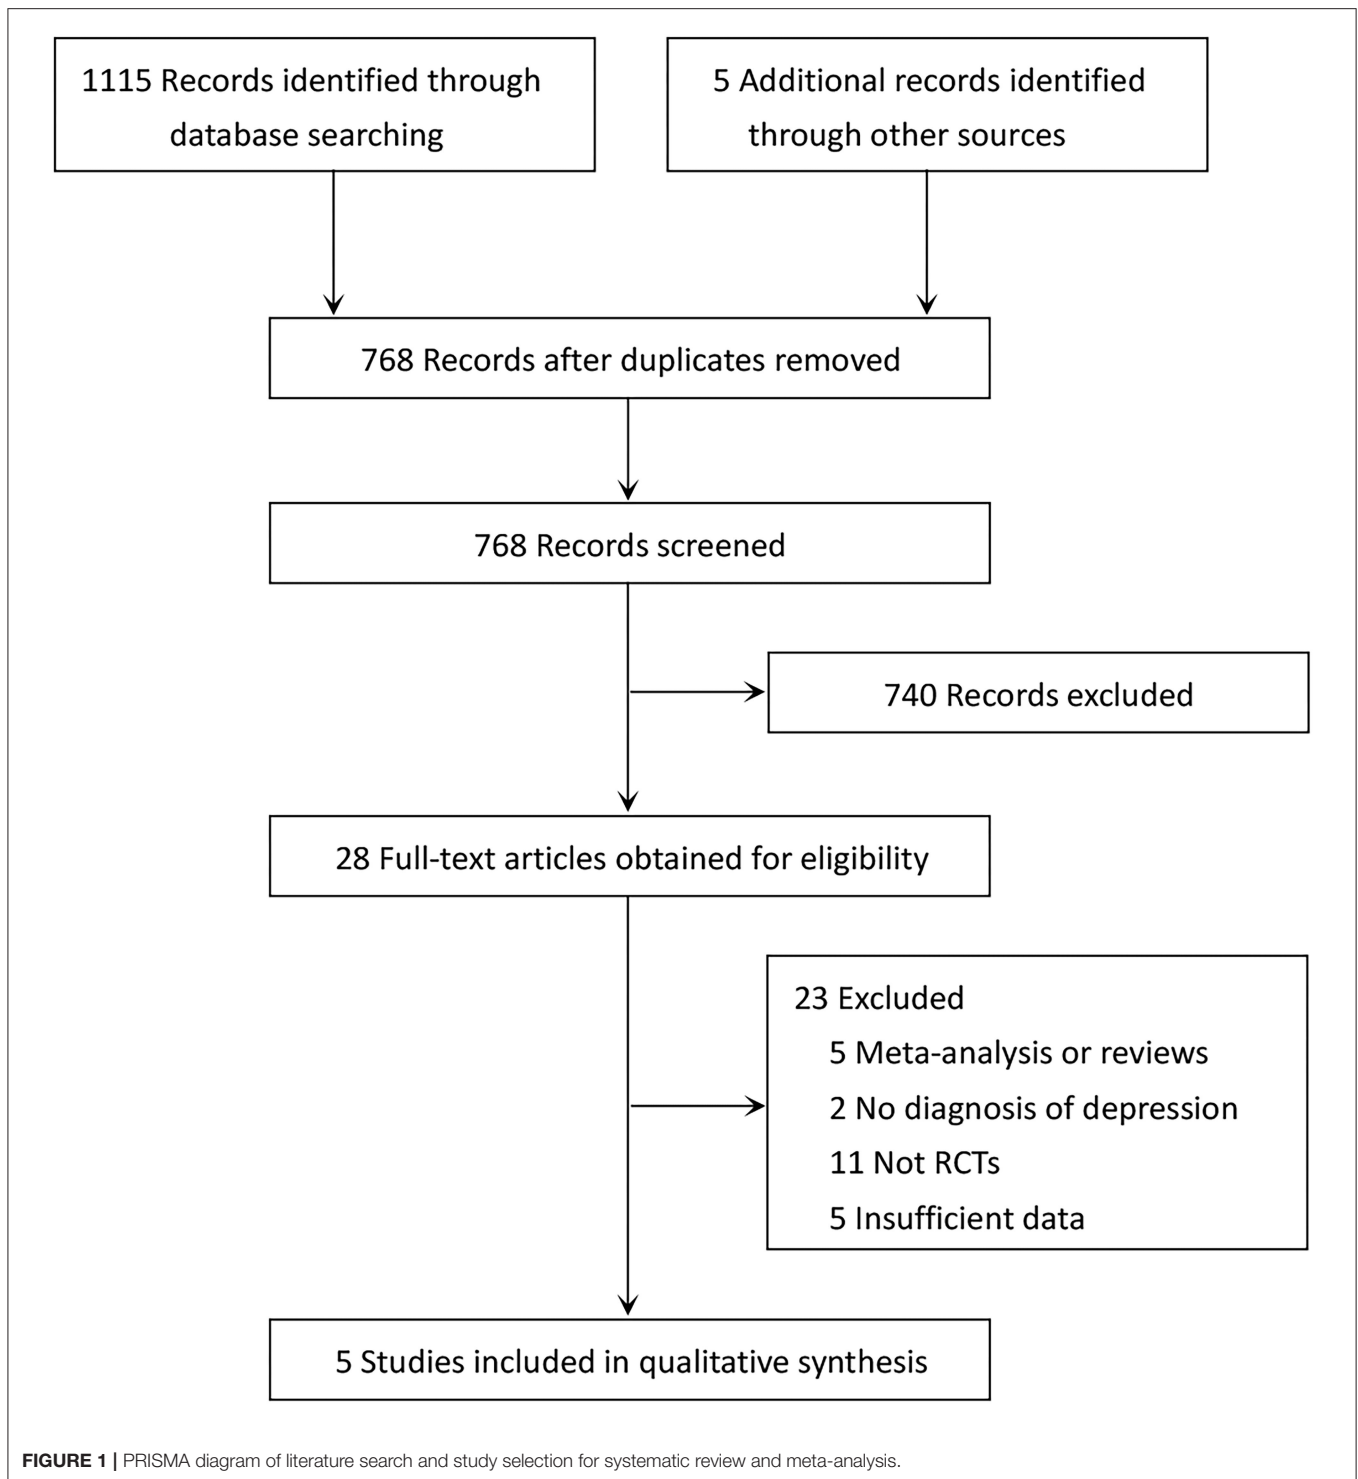 1115 Records identified through
database searching
5 Additional records identified
through other sources
768 Records after duplicates removed
768 Records screened
740 Records excluded
28 Full-text articles obtained for eligibility
23 Excluded
5 Meta-analysis or reviews
2 No diagnosis of depression
11 Not RCTs
5 Insufficient data
5 Studies included in qualitative synthesis
FIGURE 1 | PRISMA diagram of literature search and study selection for systematic review and meta-analysis.